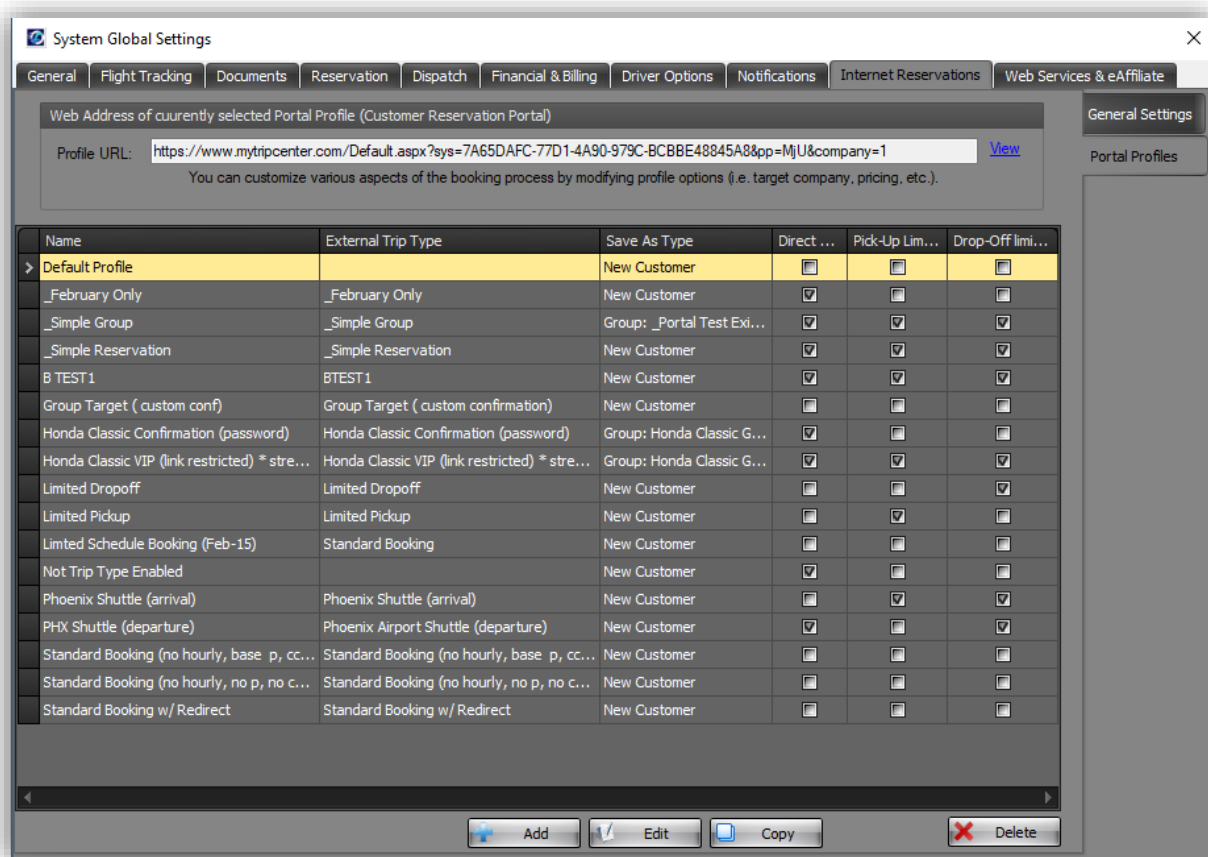 System Global Settings
General Flight Tracking Documents Reservation Dispatch Financial & Billing Driver Options Notifications Internet Reservations Web Services & eAffiliate
General Settings
Portal Profiles
Web Address of cuurently selected Portal Profile (Customer Reservation Portal)
Profile URL: https://www.mytripcenter.com/Default.aspx?sys=7A65DAFC-77D1-4A90-979C-BCBBE48845A8&pp=MjU&company=1 View
You can customize various aspects of the booking process by modifying profile options (i.e. target company, pricing, etc.).
Name External Trip Type Save As Type Direct ... Pick-Up Lim... Drop-Off limi...
Default Profile New Customer
_February Only _February Only New Customer
_Simple Group _Simple Group Group: _Portal Test Exi...
_Simple Reservation _Simple Reservation New Customer
B TEST1 BTEST1 New Customer
Group Target ( custom conf) Group Target ( custom confirmation) New Customer
Honda Classic Confirmation (password) Honda Classic Confirmation (password) Group: Honda Classic G...
Honda Classic VIP (link restricted) * stre... Honda Classic VIP (link restricted) * stre... Group: Honda Classic G...
Limited Dropoff Limited Dropoff New Customer
Limited Pickup Limited Pickup New Customer
Limted Schedule Booking (Feb-15) Standard Booking New Customer
Not Trip Type Enabled New Customer
Phoenix Shuttle (arrival) Phoenix Shuttle (arrival) New Customer
PHX Shuttle (departure) Phoenix Airport Shuttle (departure) New Customer
Standard Booking (no hourly, base p, cc... Standard Booking (no hourly, base p, cc... New Customer
Standard Booking (no hourly, no p, no c... Standard Booking (no hourly, no p, no c... New Customer
Standard Booking w/ Redirect Standard Booking w/ Redirect New Customer
Add Edit Copy Delete